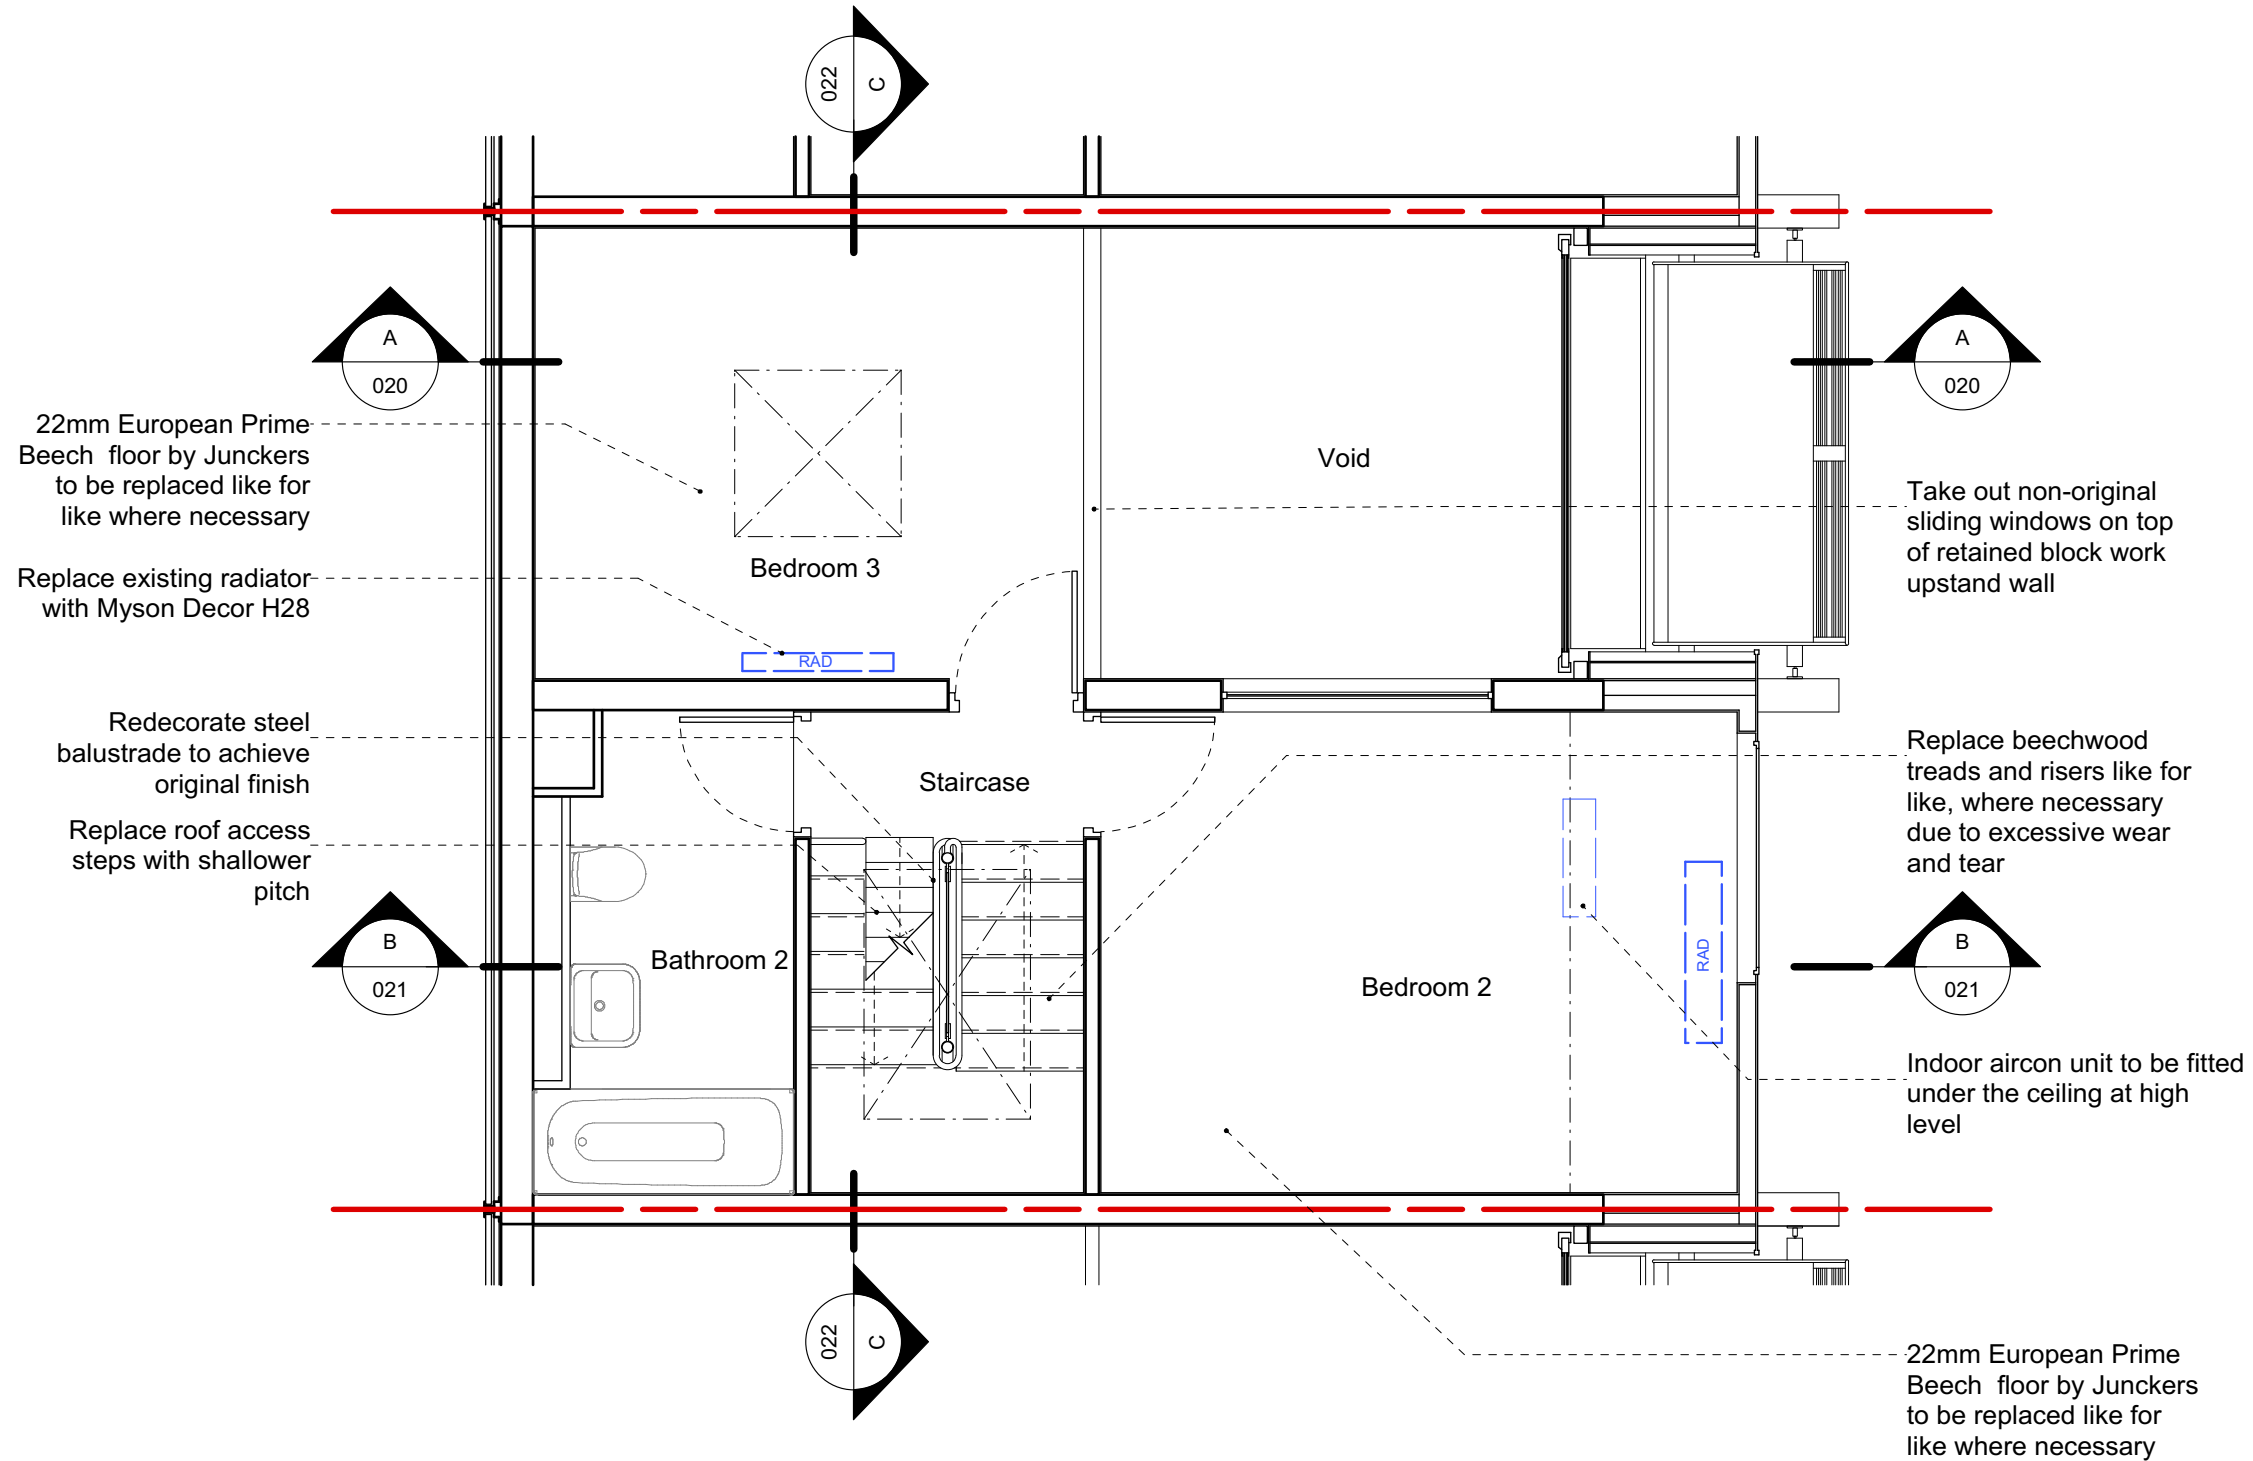 022
C
A
020
A
020
22mm European Prime
Beech floor by Junckers
to be replaced like for
like where necessary
Void
Take out non-original
sliding windows on top
of retained block work
upstand wall
Bedroom 3
Replace existing radiator
with Myson Decor H28
RAD
Redecorate steel
balustrade to achieve
original finish
Staircase
Replace beechwood
treads and risers like for
like, where necessary
due to excessive wear
and tear
Replace roof access
steps with shallower
pitch
B
021
Bathroom 2
Bedroom 2
RAD
B
021
Indoor aircon unit to be fitted
under the ceiling at high
level
022
C
22mm European Prime
Beech floor by Junckers
to be replaced like for
like where necessary